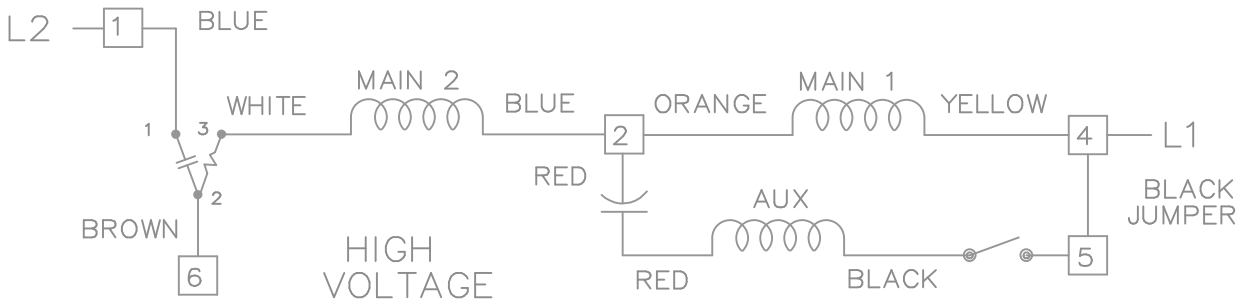 L2
1
BLUE
1
3
2
WHITE
MAIN 2
BLUE
2
ORANGE
MAIN 1
YELLOW
4
L1
BROWN
6
HIGH
VOLTAGE
RED
RED
AUX
BLACK
5
BLACK
JUMPER